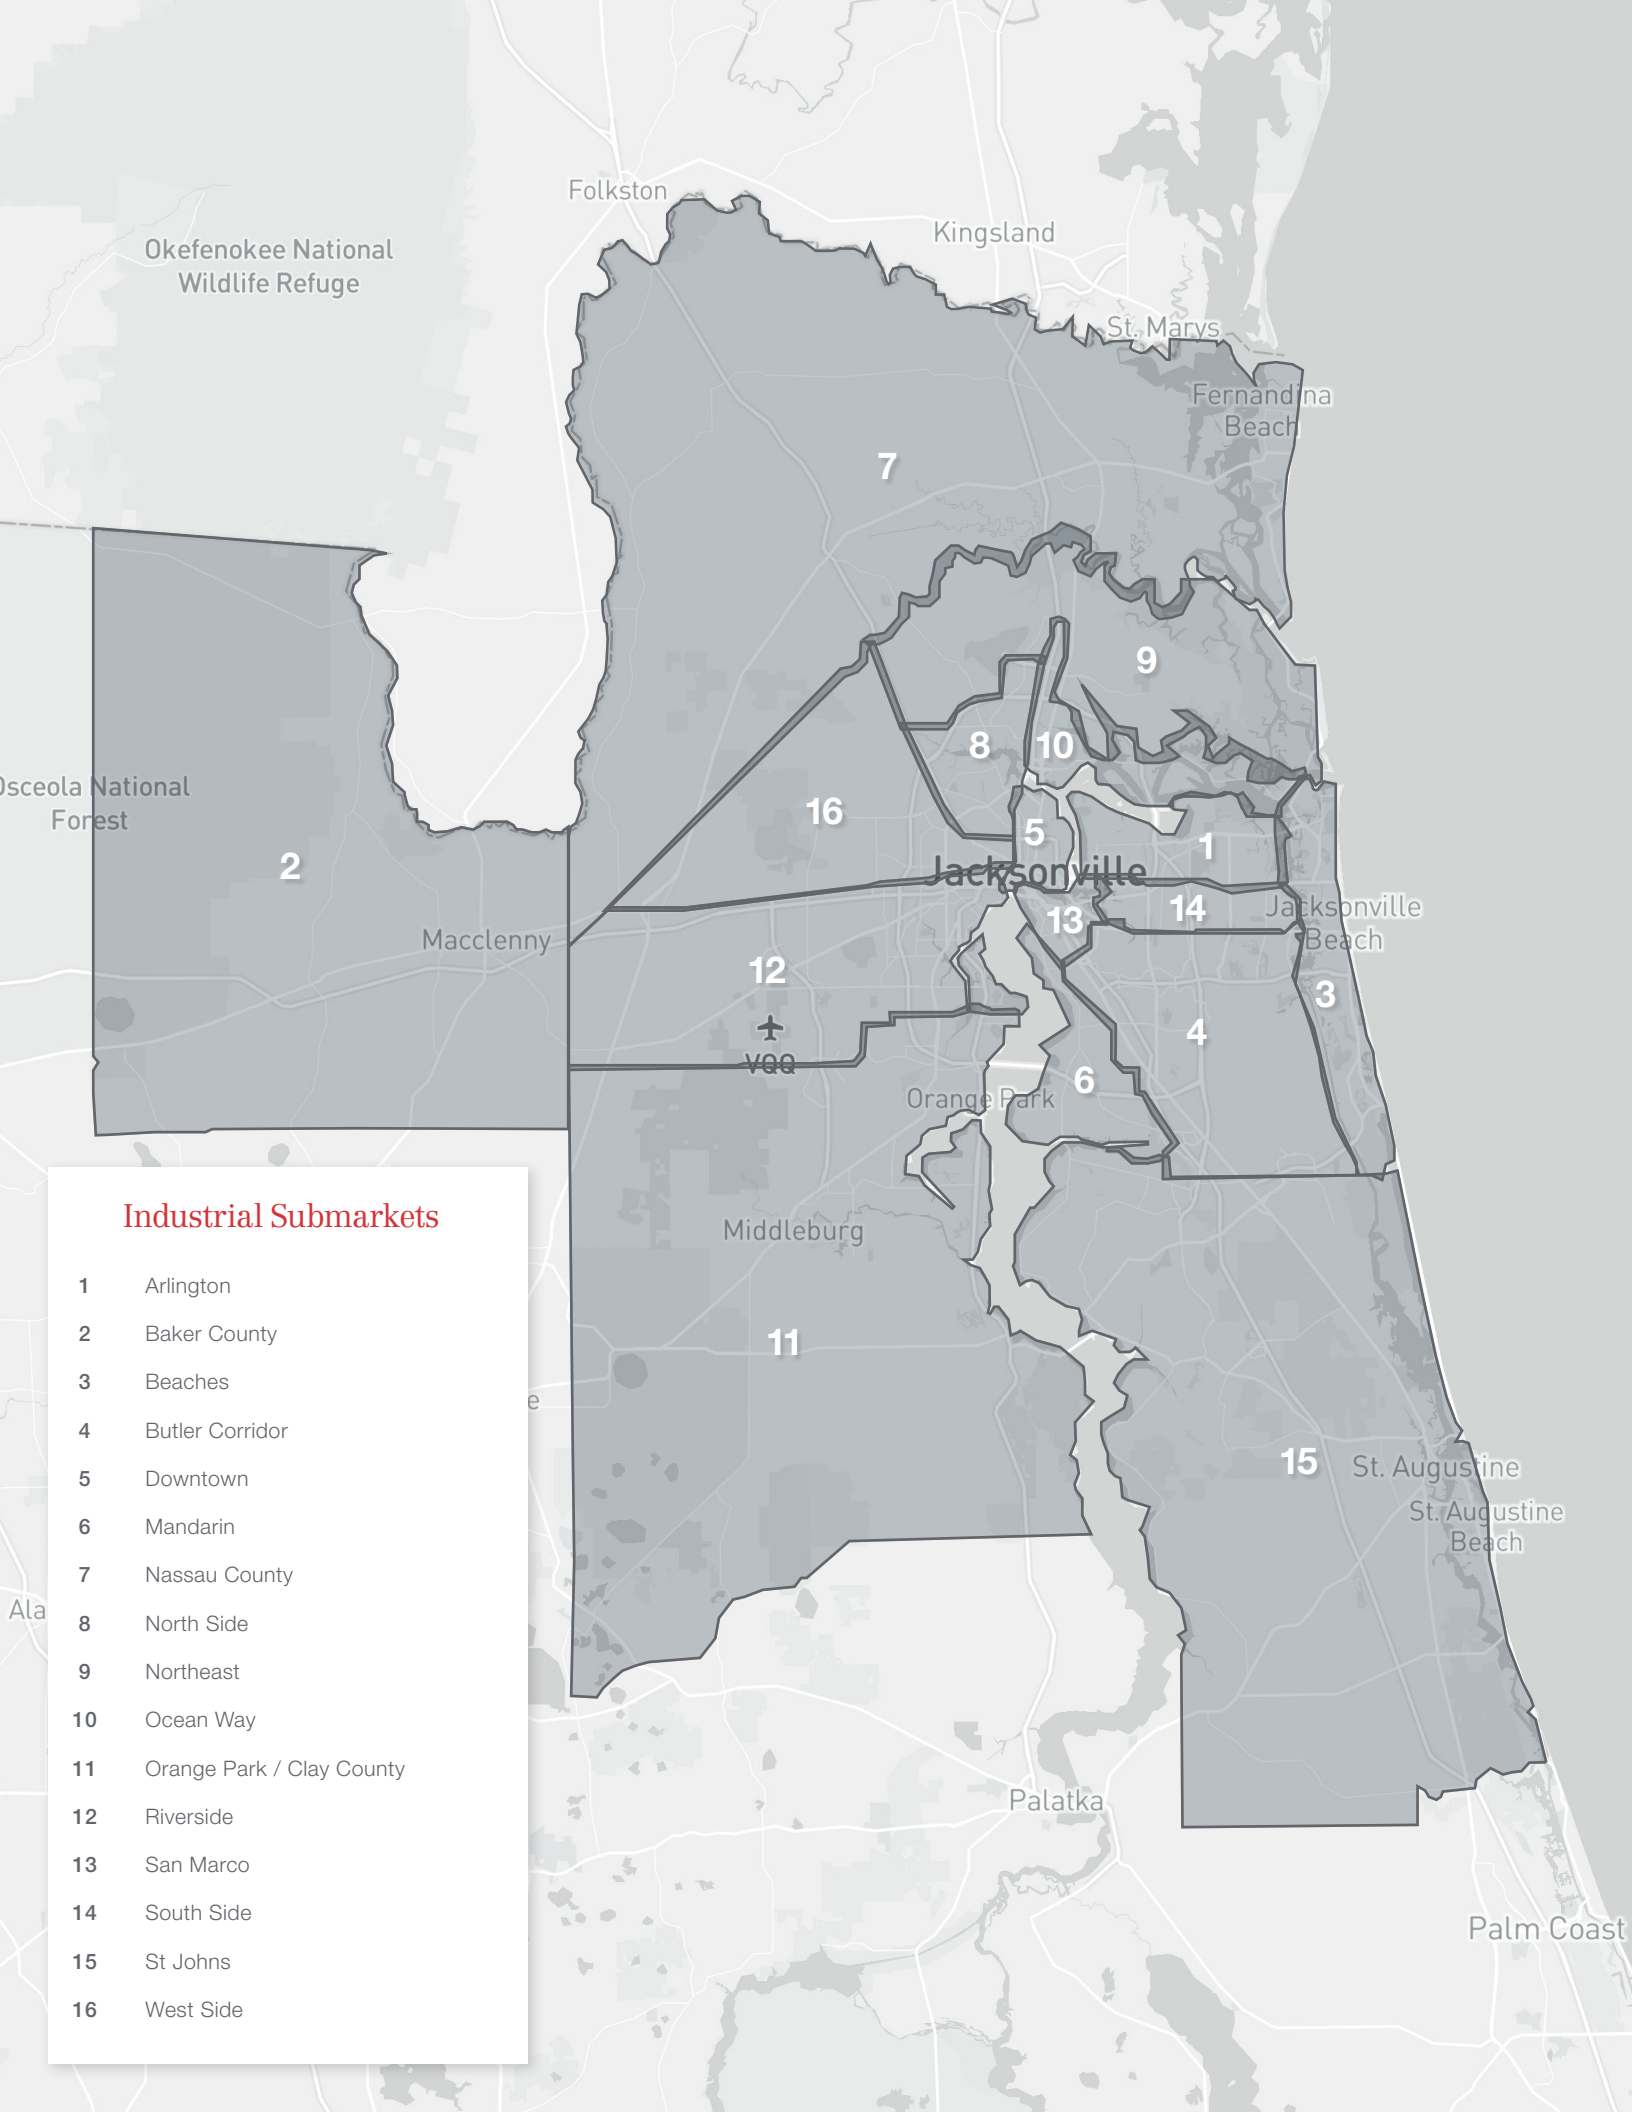 Folkston
Kingsland
Okefenokee National
Wildlife Refuge
St. Marys
Fernandina
Beach
7
9
8
10
Osceola National
Forest
16
5
1
2
Jacksonville
14
Jacksonville
Beach
13
Macclenny
12
3
VQQ
4
6
Orange Park
Middleburg
11
15
St. Augustine
St. Augustine
Beach
Palatka
Palm Coast
Ala
e
Industrial Submarkets
1 Arlington
2 Baker County
3 Beaches
4 Butler Corridor
5 Downtown
6 Mandarin
7 Nassau County
8 North Side
9 Northeast
10 Ocean Way
11 Orange Park / Clay County
12 Riverside
13 San Marco
14 South Side
15 St Johns
16 West Side